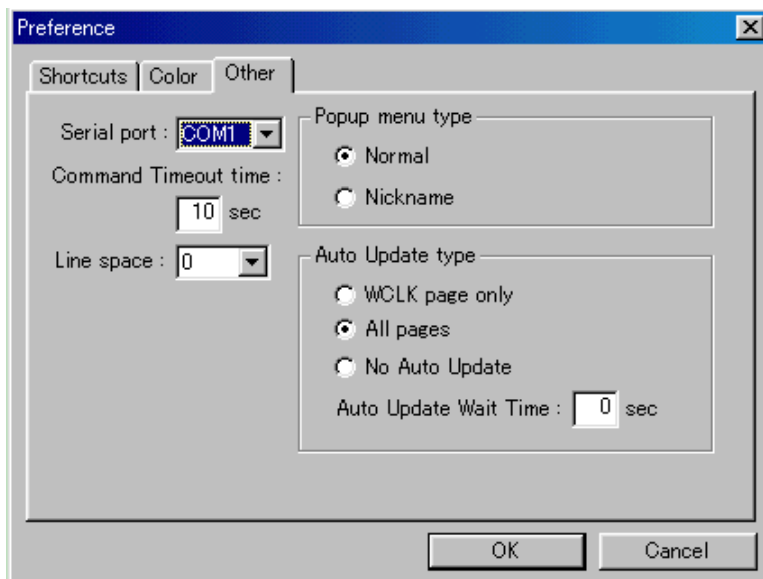 Preference
Shortcuts Color Other
Serial port : COM1
Command Timeout time :
10 sec
Line space : 0
Popup menu type
Normal
Nickname
Auto Update type
WCLK page only
All pages
No Auto Update
Auto Update Wait Time : 0 sec
OK Cancel